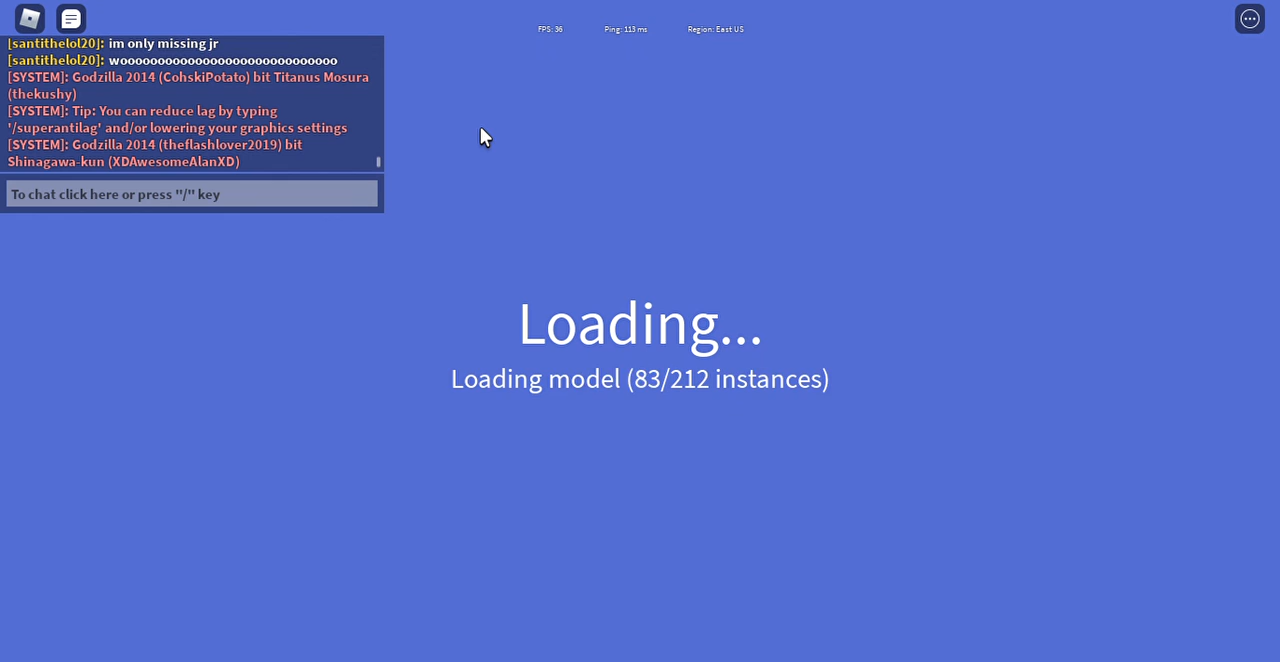 FPS: 36 Ping: 113 ms Region: East US
[santithelol20]: im only missing jr
[santithelol20]: wooooooooooooooooooooooooooooo
[SYSTEM]: Godzilla 2014 (CohskiPotato) bit Titanus Mosura
(thekushy)
[SYSTEM]: Tip: You can reduce lag by typing
'/superantilag' and/or lowering your graphics settings
[SYSTEM]: Godzilla 2014 (theflashlover2019) bit
Shinagawa-kun (XDAwesomeAlanXD)
To chat click here or press "/" key
Loading...
Loading model (83/212 instances)